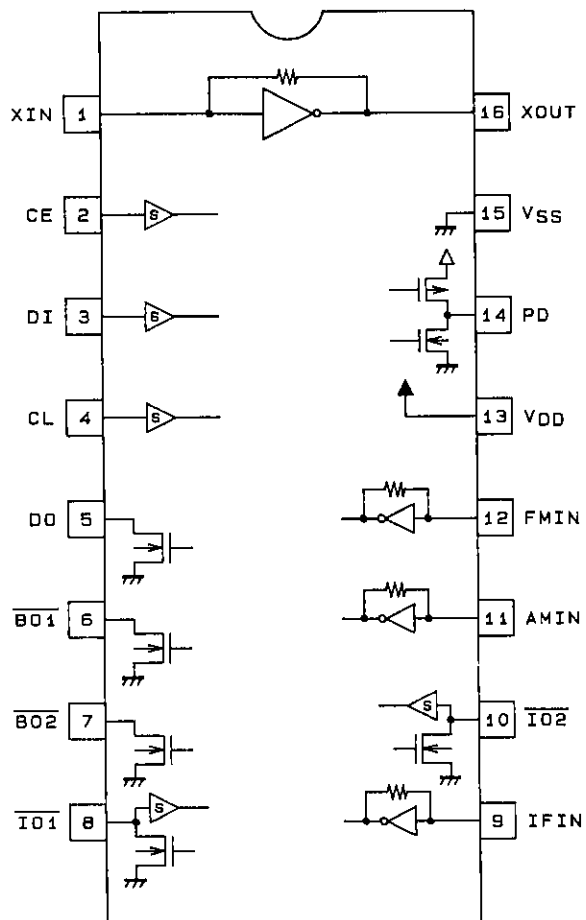 XIN 1 16 XOUT
CE 2 S 15 VSS
DI 3 S 14 PD
CL 4 S 13 VDD
DO 5 12 FMIN
BO1 6 11 AMIN
BO2 7 S 10 IO2
IO1 8 S 9 IFIN